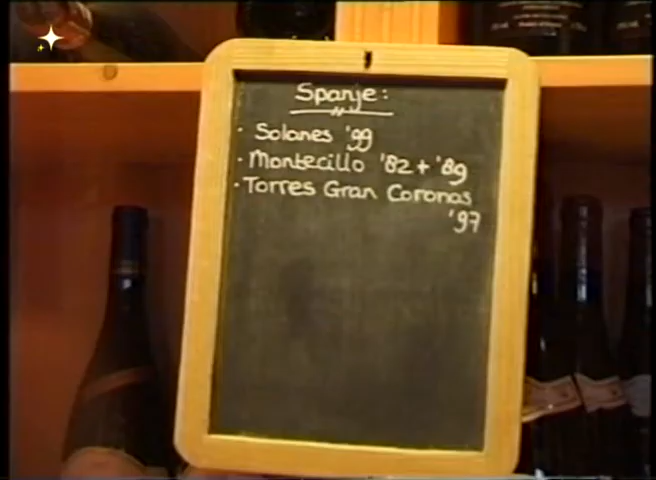 Spanje:
· Solanes '99
· Montecillo '82 + '89
· Torres Gran Coronas
'97